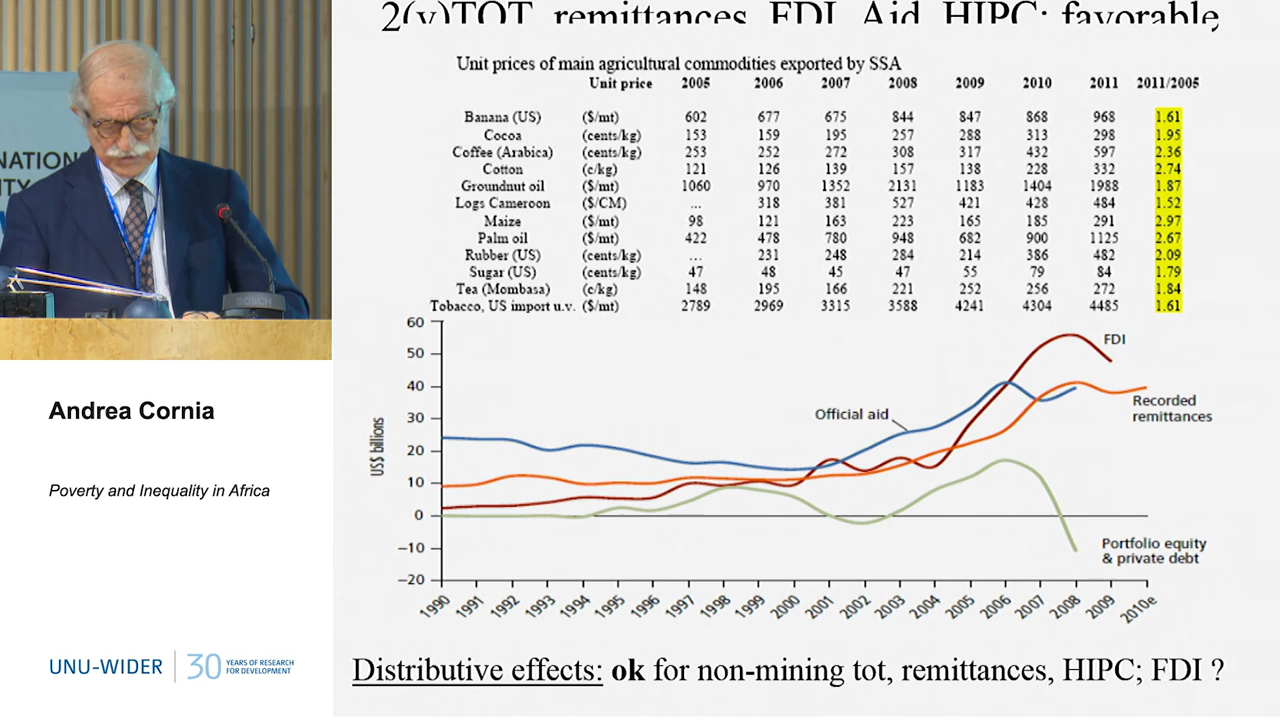 2(v)TOT, remittances, FDI, Aid, HIPC: favorable,
Unit prices of main agricultural commodities exported by SSA
Unit price 2005 2006 2007 2008 2009 2010 2011 2011/2005
Banana (US) ($/mt) 602 677 675 844 847 868 968 1.61
Cocoa (cents/kg) 153 159 195 257 288 313 298 1.95
Coffee (Arabica) (cents/kg) 253 252 272 308 317 432 597 2.36
Cotton (c/kg) 121 126 139 157 138 228 332 2.74
Groundnut oil ($/mt) 1060 970 1352 2131 1183 1404 1988 1.87
Logs Cameroon ($/CM) ... 318 381 527 421 428 484 1.52
Maize ($/mt) 98 121 163 223 165 185 291 2.97
Palm oil ($/mt) 422 478 780 948 682 900 1125 2.67
Rubber (US) (cents/kg) ... 231 248 284 214 386 482 2.09
Sugar (US) (cents/kg) 47 48 45 47 55 79 84 1.79
Tea (Mombasa) (c/kg) 148 195 166 221 252 256 272 1.84
Tobacco, US import u.v. ($/mt) 2789 2969 3315 3588 4241 4304 4485 1.61
60
50
40
30
20
10
0
−10
−20
US$ billions
FDI
Official aid
Recorded
remittances
Portfolio equity
& private debt
1990 1991 1992 1993 1994 1995 1996 1997 1998 1999 2000 2001 2002 2003 2004 2005 2006 2007 2008 2009 2010e
Distributive effects: ok for non-mining tot, remittances, HIPC; FDI ?
NATION
ITY
BOSCH
Andrea Cornia
Poverty and Inequality in Africa
UNU-WIDER 30 YEARS OF RESEARCH
FOR DEVELOPMENT